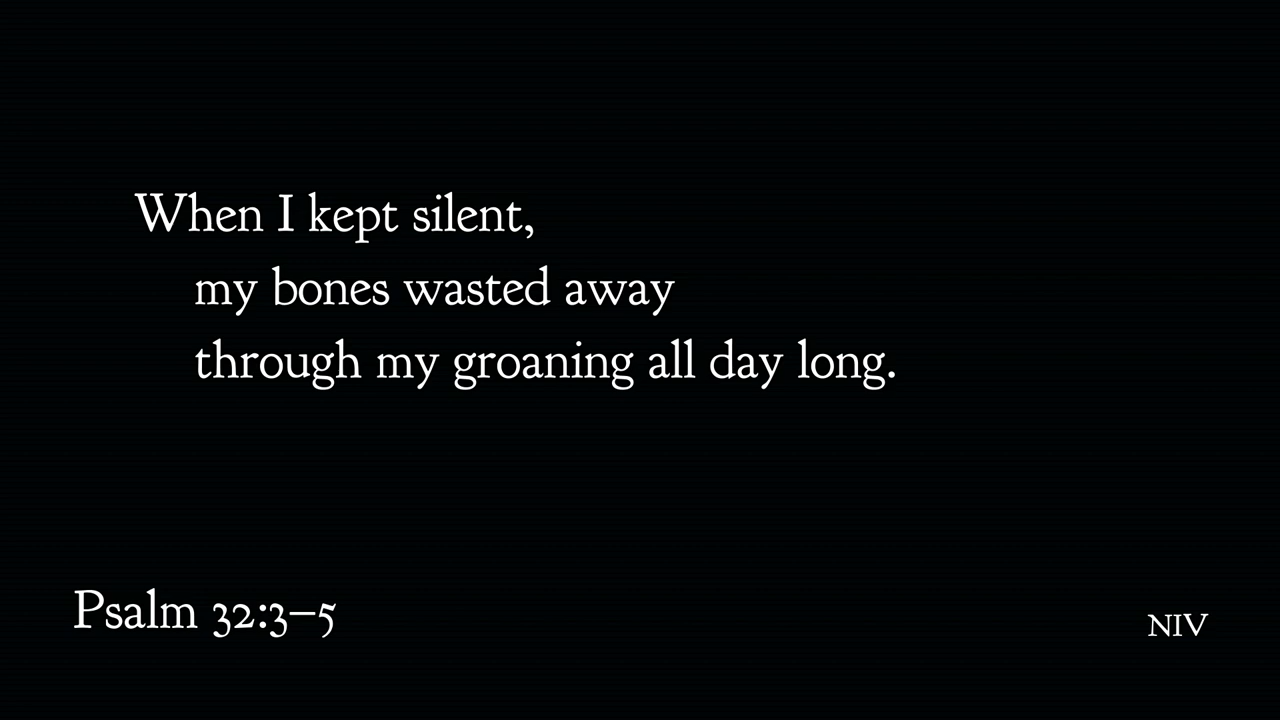 When I kept silent,
my bones wasted away
through my groaning all day long.
Psalm 32:3–5
NIV